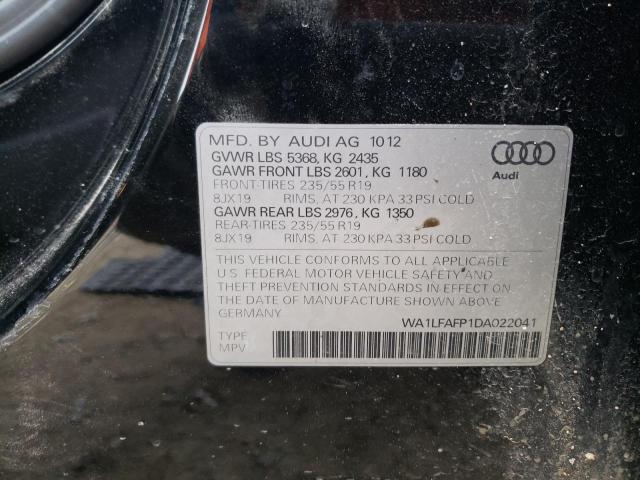 MFD. BY AUDI AG 10 12
GVWR LBS 5368, KG 2435
GAWR FRONT LBS 2601, KG 1180
FRONT-TIRES 235/55 R19
8JX19 RIMS, AT 230 KPA 33 PSI COLD
GAWR REAR LBS 2976, KG 1350
REAR-TIRES 235/55 R19
8JX19 RIMS, AT 230 KPA 33 PSI COLD
Audi
THIS VEHICLE CONFORMS TO ALL APPLICABLE
U.S. FEDERAL MOTOR VEHICLE SAFETY AND
THEFT PREVENTION STANDARDS IN EFFECT ON
THE DATE OF MANUFACTURE SHOWN ABOVE
GERMANY
WA1LFAFP1DA022041
TYPE:
MPV